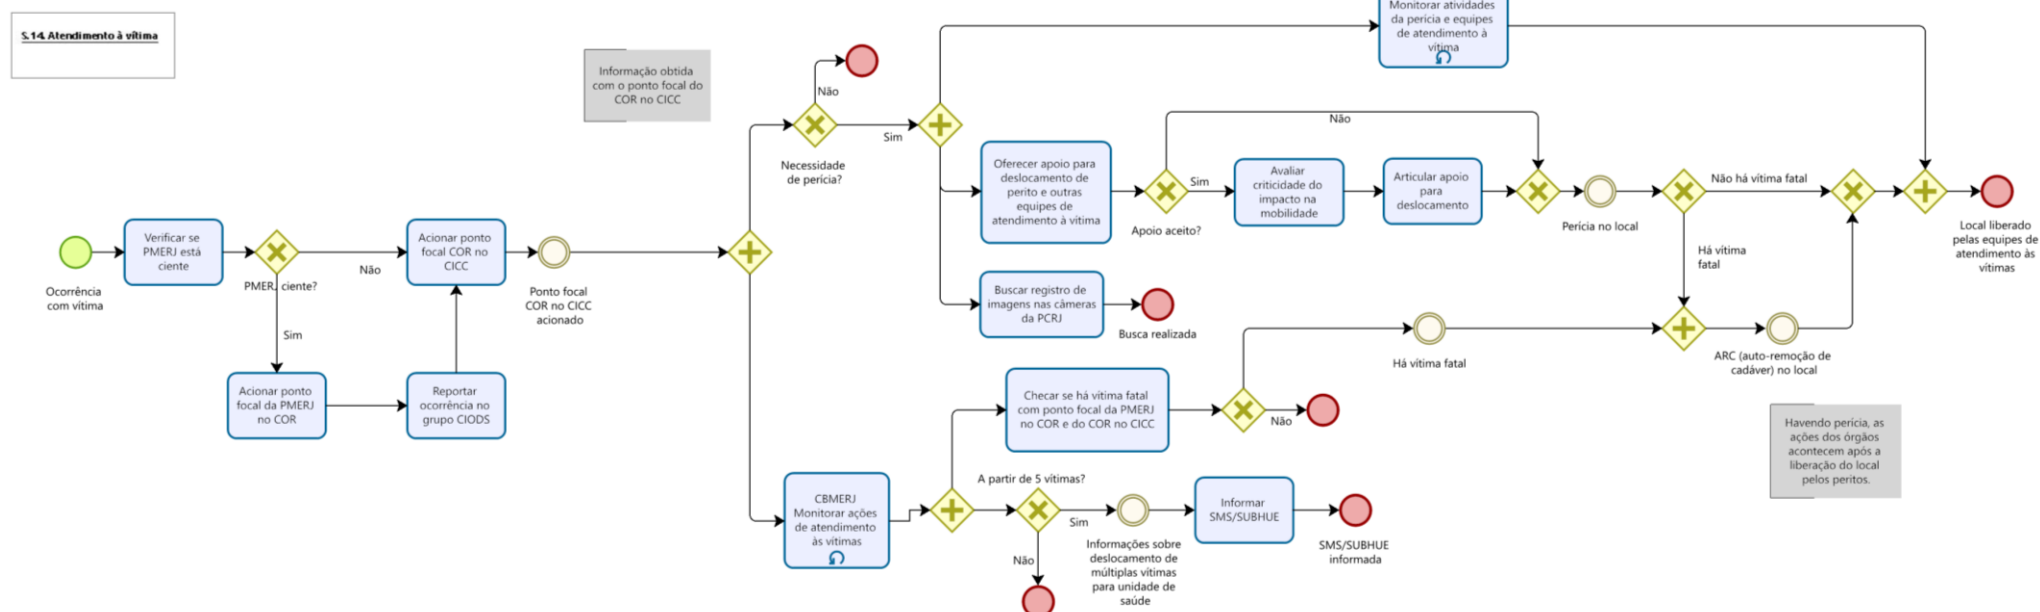 S.14. Atendimento à vítima
Informação obtida
com o ponto focal do
COR no CICC
Monitorar atividades
da perícia e equipes
de atendimento à
vítima
Não
Sim
Necessidade
de perícia?
Oferecer apoio para
deslocamento de
perito e outras
equipes de
atendimento à vítima
Apoio aceito?
Não
Sim
Avaliar
criticidade do
impacto na
mobilidade
Articular apoio
para
deslocamento
Perícia no local
Não há vítima fatal
Há vítima
fatal
Local liberado
pelas equipes de
atendimento às
vítimas
Ocorrência
com vítima
Verificar se
PMERJ está
ciente
PMERJ ciente?
Não
Sim
Acionar ponto
focal COR no
CICC
Ponto focal
COR no CICC
acionado
Acionar ponto
focal da PMERJ
no COR
Reportar
ocorrência no
grupo CIODS
Buscar registro de
imagens nas câmeras
da PCRJ
Busca realizada
Há vítima fatal
ARC (auto-remoção de
cadáver) no local
Checar se há vítima fatal
com ponto focal da PMERJ
no COR e do COR no CICC
Não
Havendo perícia, as
ações dos órgãos
acontecem após a
liberação do local
pelos peritos.
CBMERJ
Monitorar ações
de atendimento
às vítimas
A partir de 5 vítimas?
Sim
Não
Informações sobre
deslocamento de
múltiplas vítimas
para unidade de
saúde
Informar
SMS/SUBHUE
SMS/SUBHUE
informada